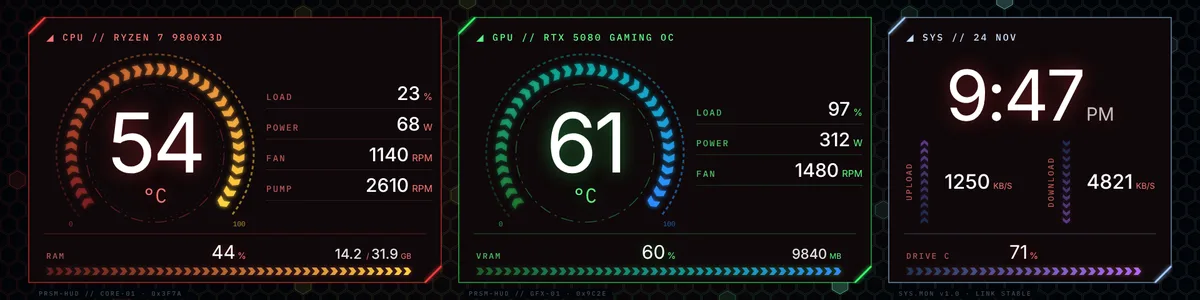 ◢ CPU // RYZEN 7 9800X3D
54
°C
0
100
LOAD 23 %
POWER 68 W
FAN 1140 RPM
PUMP 2610 RPM
RAM 44 % 14.2 / 31.9 GB
PRSM-HUD // CORE-01 · 0x3F7A
◢ GPU // RTX 5080 GAMING OC
61
°C
0
100
LOAD 97 %
POWER 312 W
FAN 1480 RPM
VRAM 60 % 9840 MB
PRSM-HUD // GFX-01 · 0x9C2E
◢ SYS // 24 NOV
9:47 PM
UPLOAD 1250 KB/S
DOWNLOAD 4821 KB/S
DRIVE C 71 %
SYS.MON v1.0 · LINK STABLE